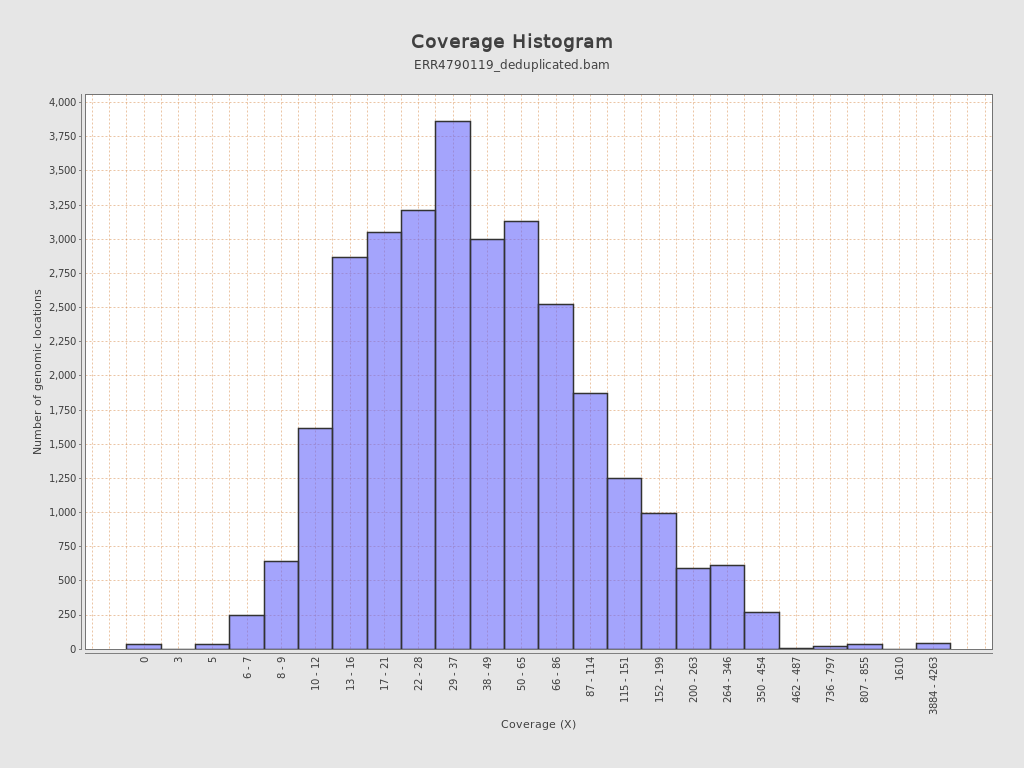 Coverage Histogram
ERR4790119_deduplicated.bam
Number of genomic locations
4,000
3,750
3,500
3,250
3,000
2,750
2,500
2,250
2,000
1,750
1,500
1,250
1,000
750
500
250
0
0
3
5
6 - 7
8 - 9
10 - 12
13 - 16
17 - 21
22 - 28
29 - 37
38 - 49
50 - 65
66 - 86
87 - 114
115 - 151
152 - 199
200 - 263
264 - 346
350 - 454
462 - 487
736 - 797
807 - 855
1610
3884 - 4263
Coverage (X)